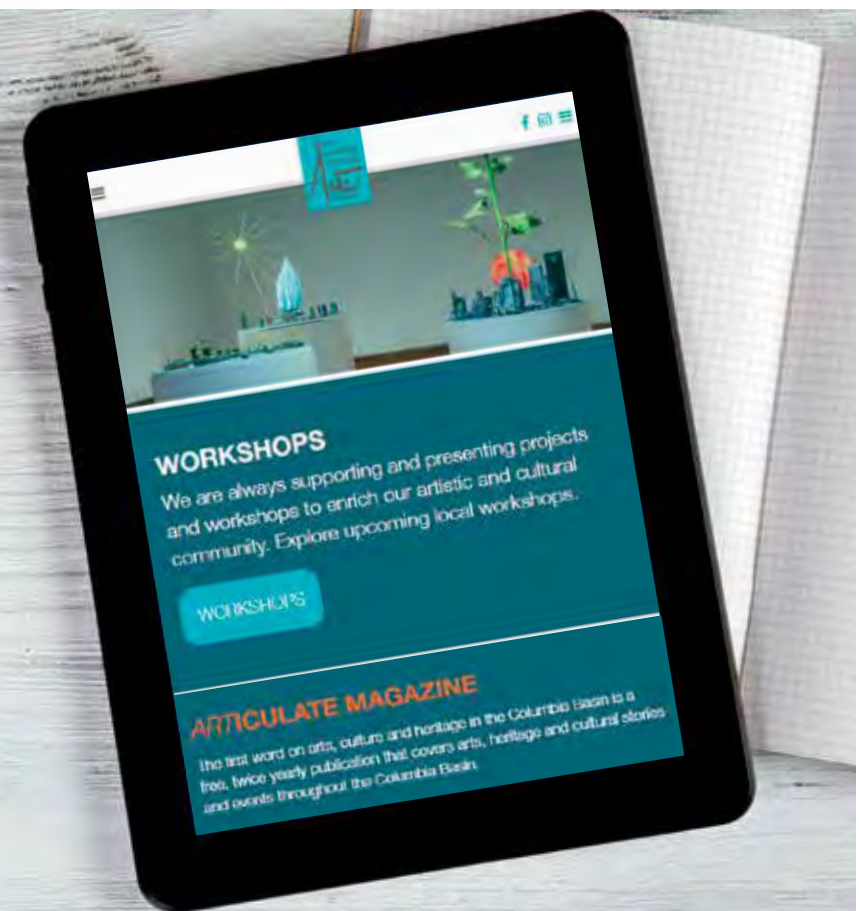 WORKSHOPS
We are always supporting and presenting projects
and workshops to enrich our artistic and cultural
community. Explore upcoming local workshops.
WORKSHOPS
ARTICULATE MAGAZINE
The first word on arts, culture and heritage in the Columbia Basin is a
free, twice yearly publication that covers arts, heritage and cultural stories
and events throughout the Columbia Basin.